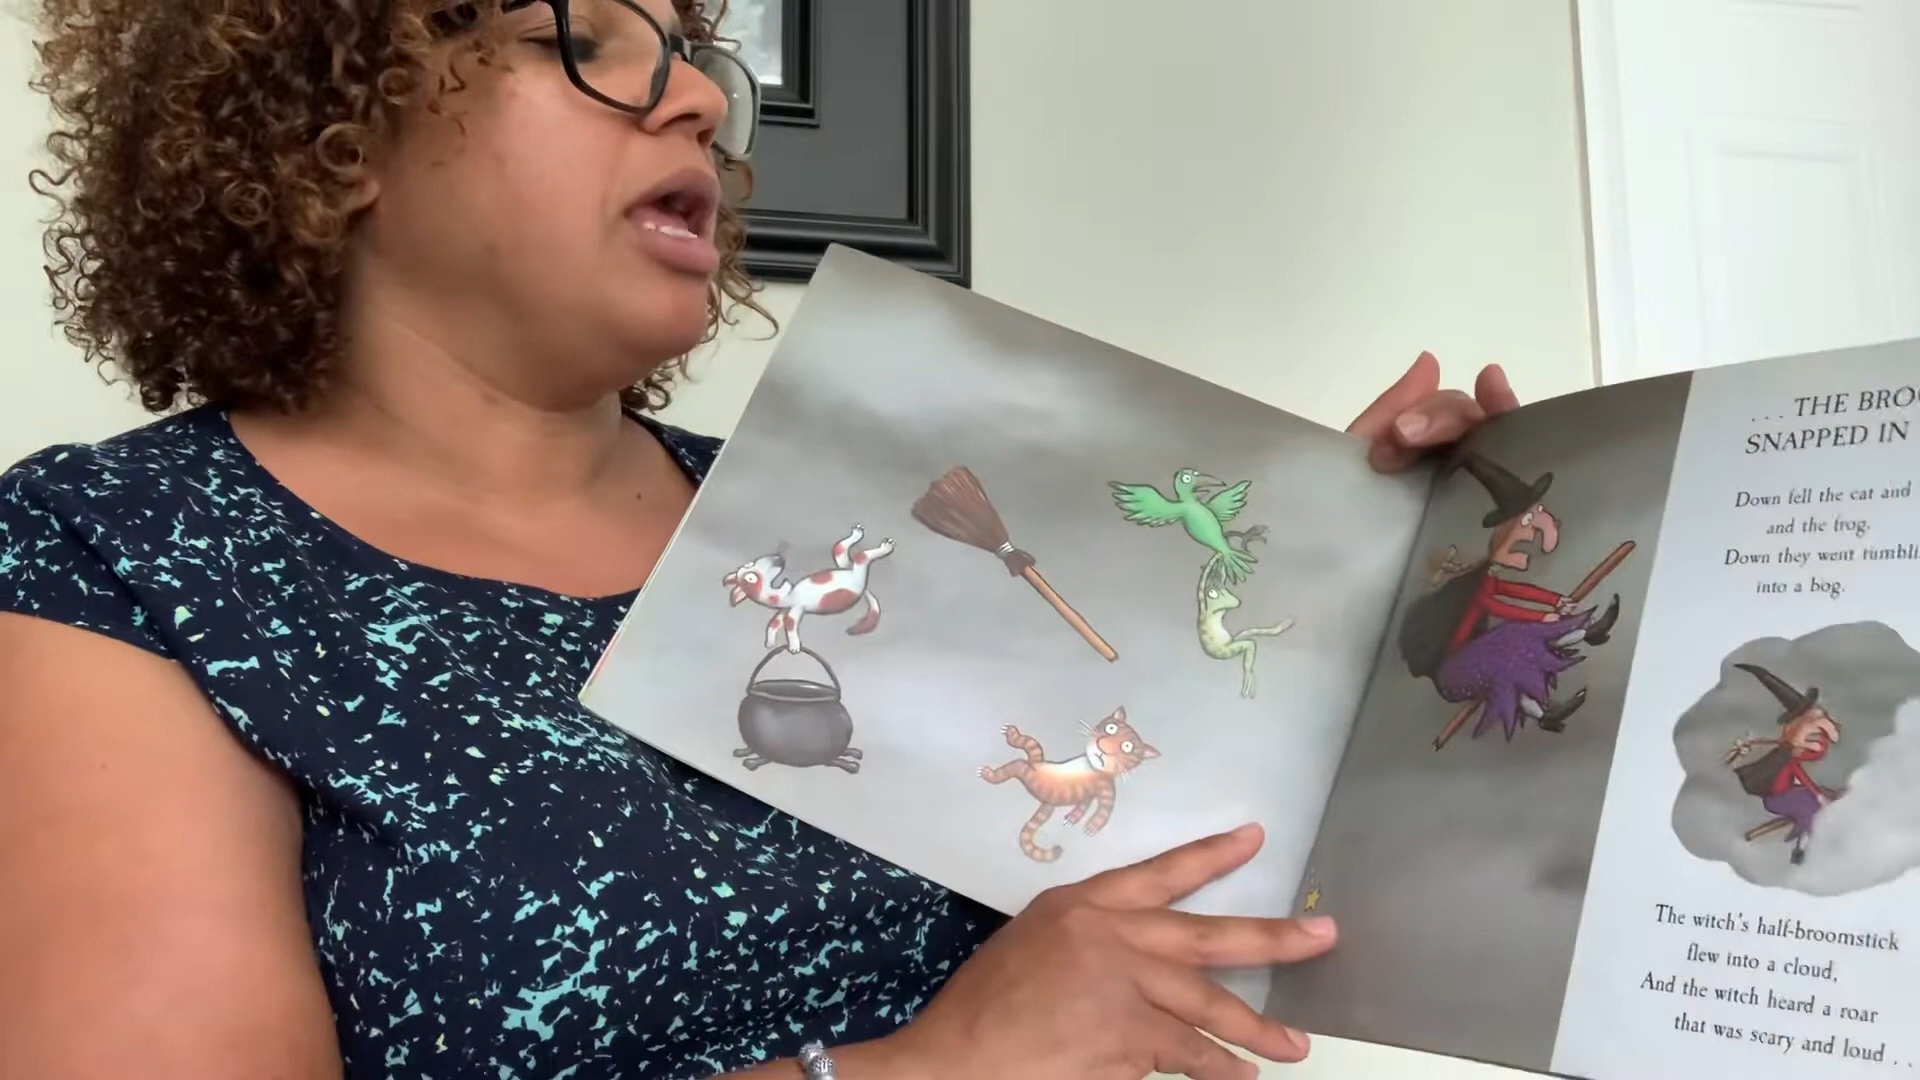 ... THE BRO
SNAPPED IN
Down fell the cat and
and the frog.
Down they went tumbli
into a bog.
The witch's half-broomstick
flew into a cloud,
And the witch heard a roar
that was scary and loud . .